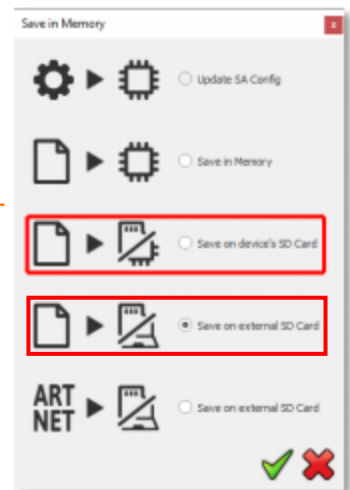 Save in Memory
x
Update SA Config
Save in Memory
Save on device's SD Card
Save on external SD Card
ART
NET
Save on external SD Card